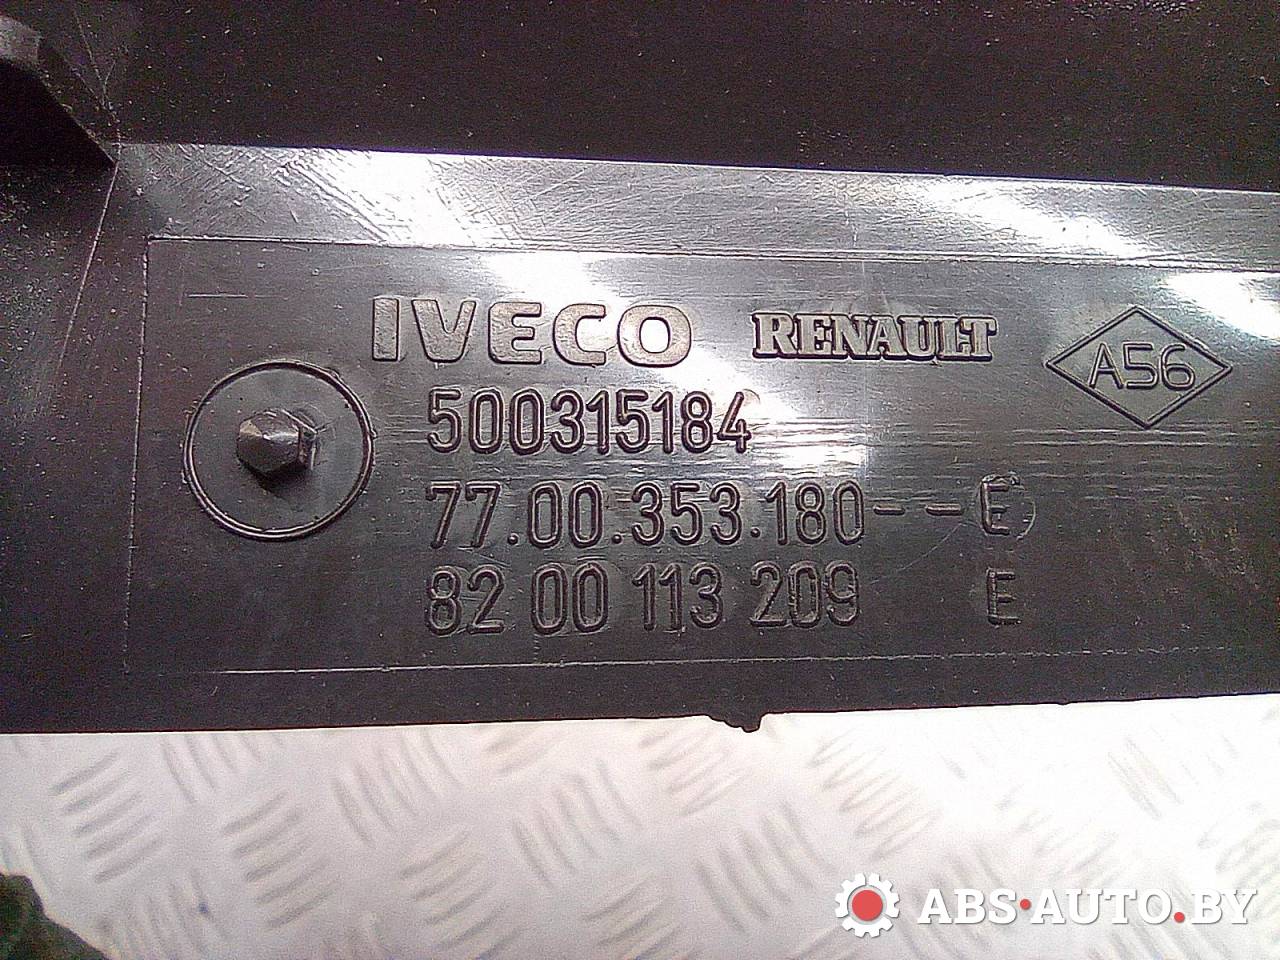 IVECO RENAULT A56
500315184
77.00.353.180-- E
82 00 113 209 E
ABS·AUTO.BY